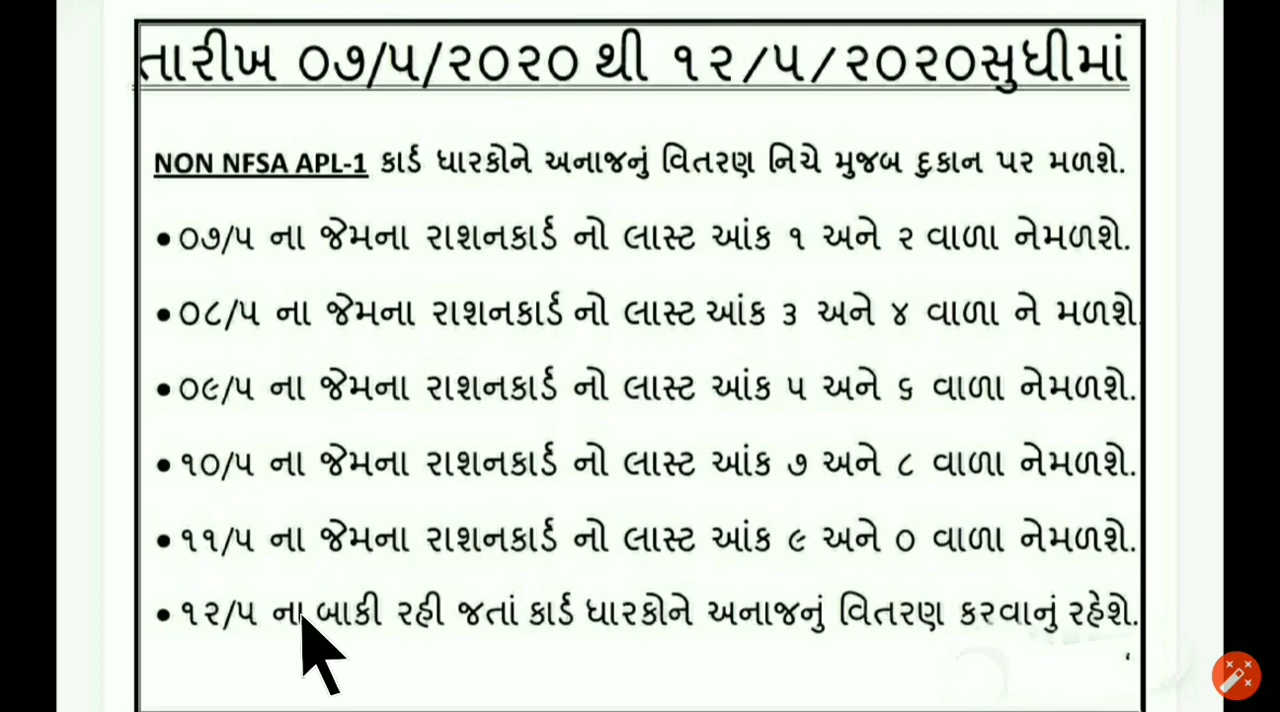 તારીખ ૦૭/૫/૨૦૨૦ થી ૧૨/૫/૨૦૨૦સુધીમાં
NON NFSA APL-1 કાર્ડ ધારકોને અનાજનું વિતરણ નિચે મુજબ દુકાન પર મળશે.
•૦૭/૫ ના જેમના રાશનકાર્ડ નો લાસ્ટ આંક ૧ અને ૨ વાળા નેમળશે.
•૦૮/૫ ના જેમના રાશનકાર્ડ નો લાસ્ટ આંક ૩ અને ૪ વાળા ને મળશે.
•૦૯/૫ ના જેમના રાશનકાર્ડ નો લાસ્ટ આંક ૫ અને ૬ વાળા નેમળશે.
•૧૦/૫ ના જેમના રાશનકાર્ડ નો લાસ્ટ આંક ૭ અને ૮ વાળા નેમળશે.
•૧૧/૫ ના જેમના રાશનકાર્ડ નો લાસ્ટ આંક ૯ અને ૦ વાળા નેમળશે.
•૧૨/૫ ના બાકી રહી જતાં કાર્ડ ધારકોને અનાજનું વિતરણ કરવાનું રહેશે.